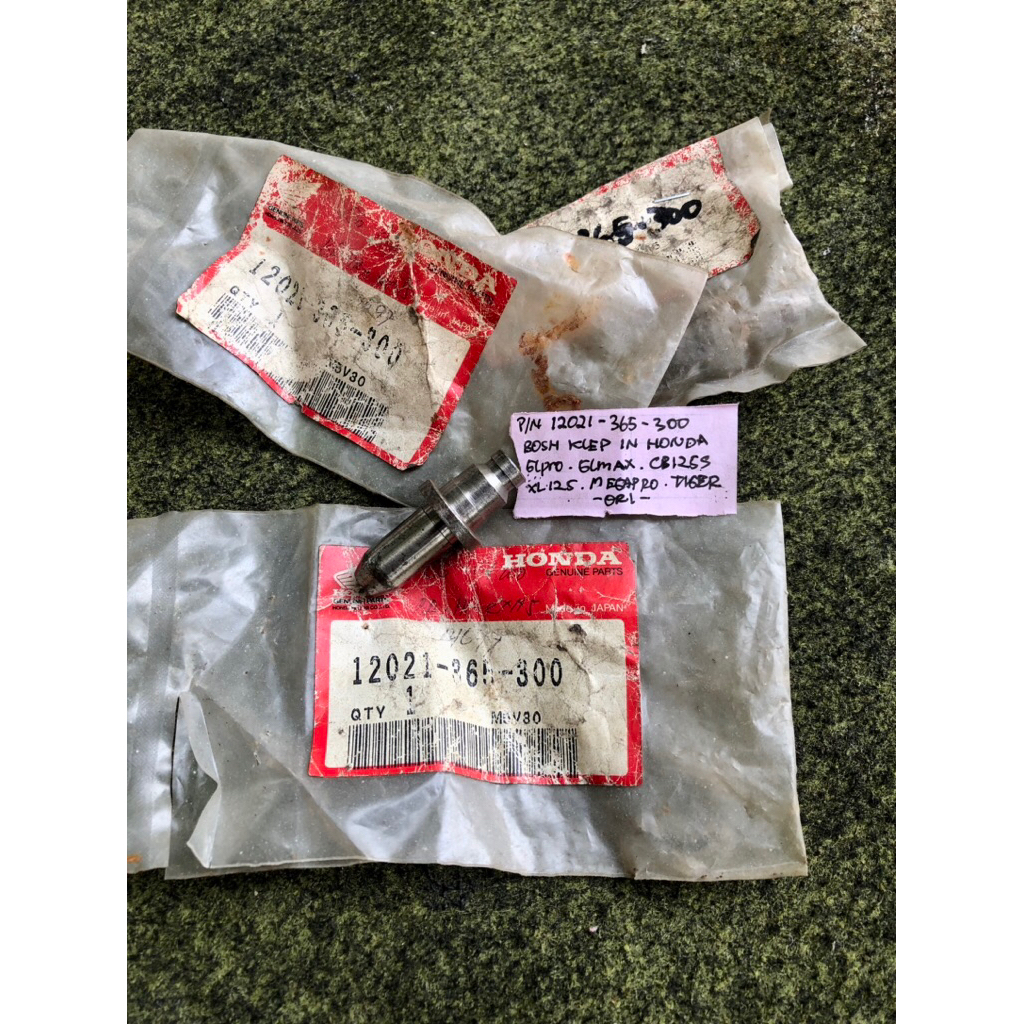 HONDA
12021-365-300
QTY 1
MBV30
65-300
P/N 12021-365-300
BOSH KLEP IN HONDA
GLPRO. GLMAX. CB125S
XL125. MEGAPRO. TIGER
-ORI-
HONDA
GENUINE PARTS
Made in JAPAN
12021-365-300
QTY 1 MBV30